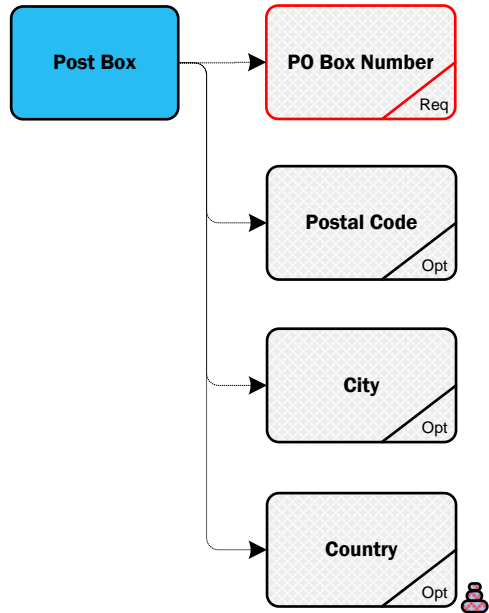 Post Box
PO Box Number
Req
Postal Code
Opt
City
Opt
Country
Opt